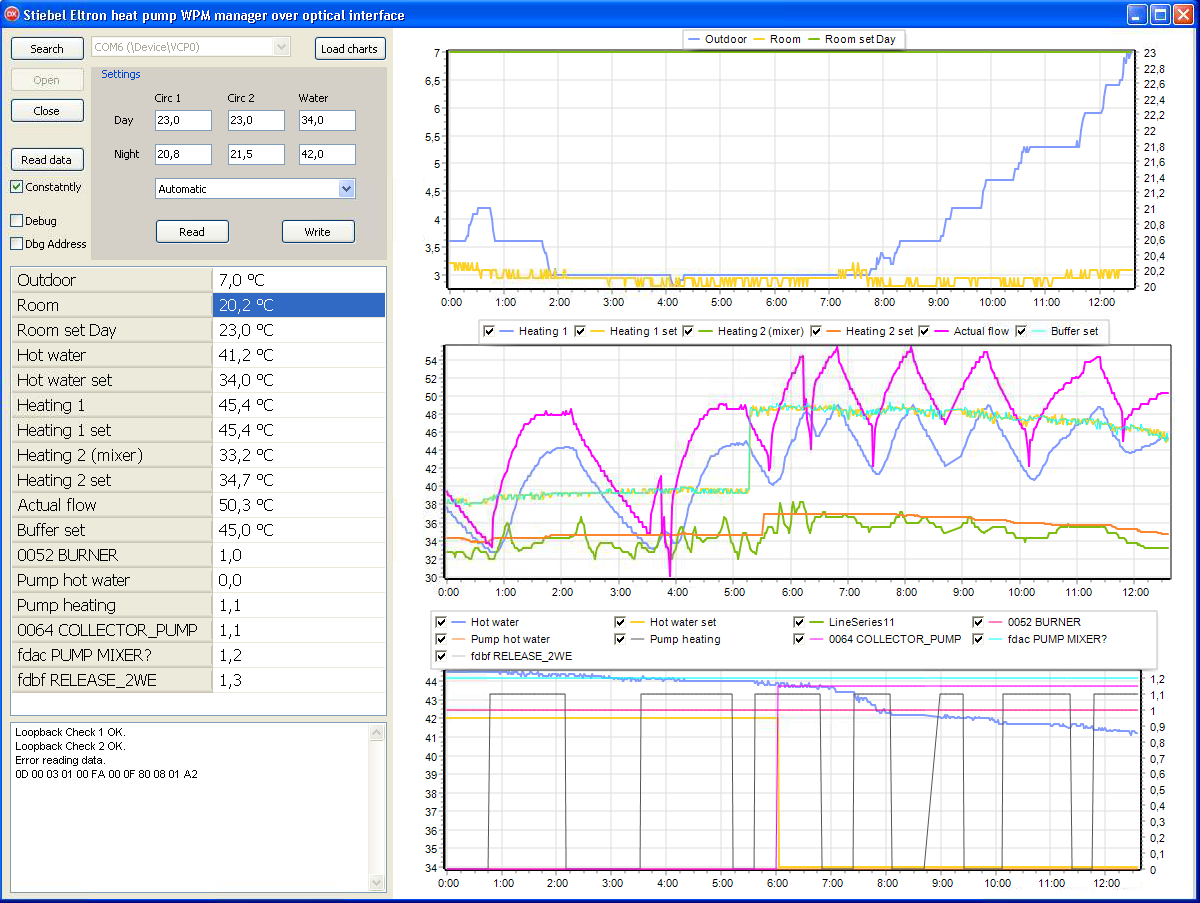 Stiebel Eltron heat pump WPM manager over optical interface
Search
COM6 (\Device\VCP0)
Load charts
Open
Close
Settings
Circ 1 Circ 2 Water
Day 23,0 23,0 34,0
Night 20,8 21,5 42,0
Automatic
Read Write
Read data
Constatntly
Debug
Dbg Address
Outdoor 7,0 ºC
Room 20,2 ºC
Room set Day 23,0 ºC
Hot water 41,2 ºC
Hot water set 34,0 ºC
Heating 1 45,4 ºC
Heating 1 set 45,4 ºC
Heating 2 (mixer) 33,2 ºC
Heating 2 set 34,7 ºC
Actual flow 50,3 ºC
Buffer set 45,0 ºC
0052 BURNER 1,0
Pump hot water 0,0
Pump heating 1,1
0064 COLLECTOR_PUMP 1,1
fdac PUMP MIXER? 1,2
fdbf RELEASE_2WE 1,3
Loopback Check 1 OK.
Loopback Check 2 OK.
Error reading data.
0D 00 03 01 00 FA 00 0F 80 08 01 A2
Outdoor Room Room set Day
7
6,5
6
5,5
5
4,5
4
3,5
3
23
22,8
22,6
22,4
22,2
22
21,8
21,6
21,4
21,2
21
20,8
20,6
20,4
20,2
20
0:00 1:00 2:00 3:00 4:00 5:00 6:00 7:00 8:00 9:00 10:00 11:00 12:00
Heating 1 Heating 1 set Heating 2 (mixer) Heating 2 set Actual flow Buffer set
54
52
50
48
46
44
42
40
38
36
34
32
30
0:00 1:00 2:00 3:00 4:00 5:00 6:00 7:00 8:00 9:00 10:00 11:00 12:00
Hot water Hot water set LineSeries11 0052 BURNER
Pump hot water Pump heating 0064 COLLECTOR_PUMP fdac PUMP MIXER?
fdbf RELEASE_2WE
44
43
42
41
40
39
38
37
36
35
34
1,2
1,1
1
0,9
0,8
0,7
0,6
0,5
0,4
0,3
0,2
0,1
0
0:00 1:00 2:00 3:00 4:00 5:00 6:00 7:00 8:00 9:00 10:00 11:00 12:00